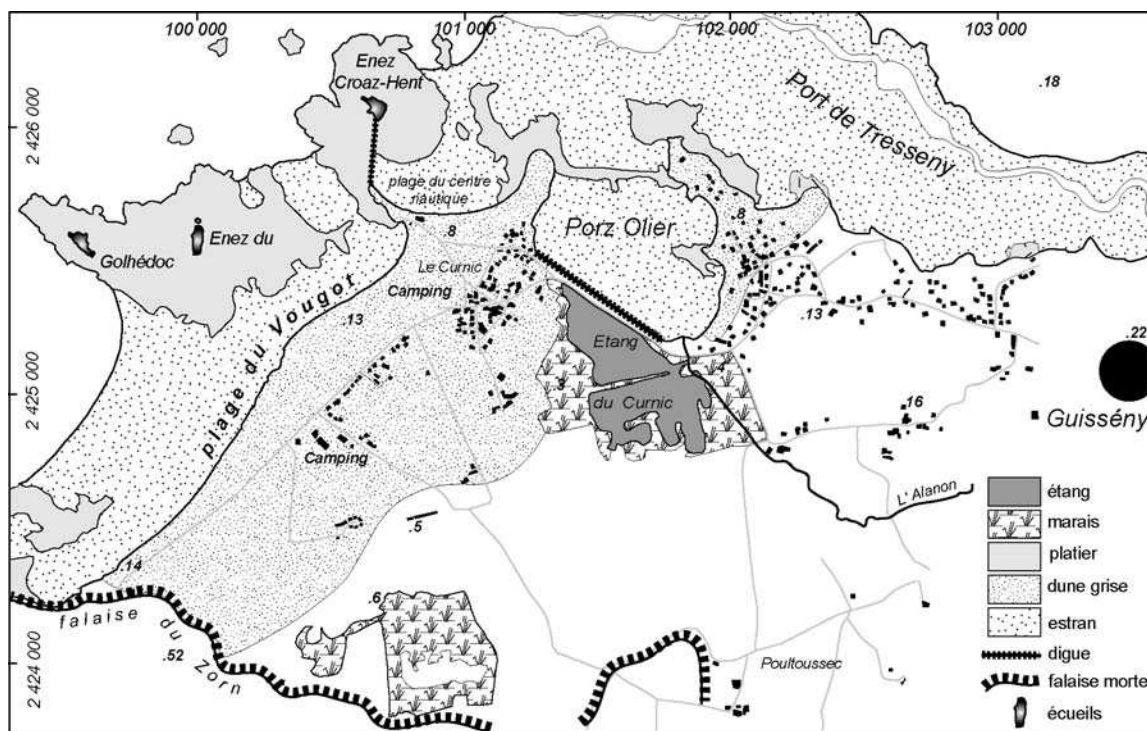 100 000
101 000
102 000
103 000
2 426 000
2 425 000
2 424 000
Enez
Croaz-Hent
.18
Port de Tresseny
plage du centre
nautique
Enez du
Golhédoc
.8
Porz Olier
.8
Le Curnic
Camping
plage du Vougot
.13
.13
.22
Etang
3
du Curnic
4
16
Guissény
Camping
L' Alanon
.5
.14
.6
falaise du Zorn
.52
Poultoussec
étang
marais
platier
dune grise
estran
digue
falaise morte
écueils